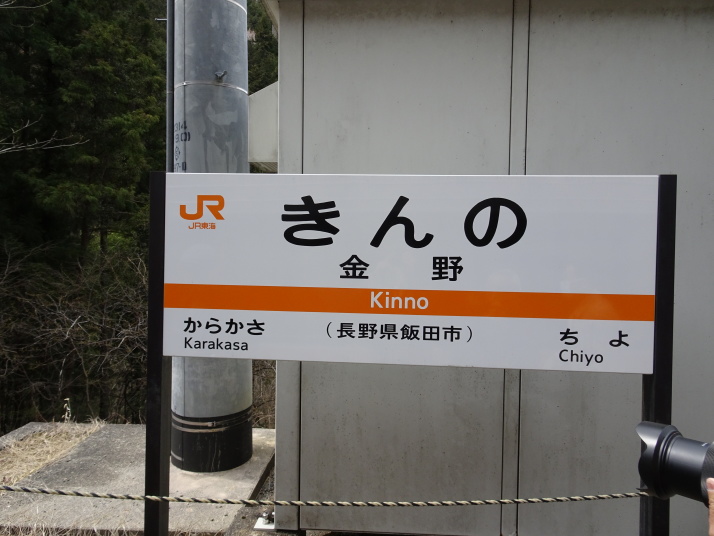 JR
JR東海
きんの
金野
Kinno
からかさ
Karakasa
（長野県飯田市）
ちよ
Chiyo